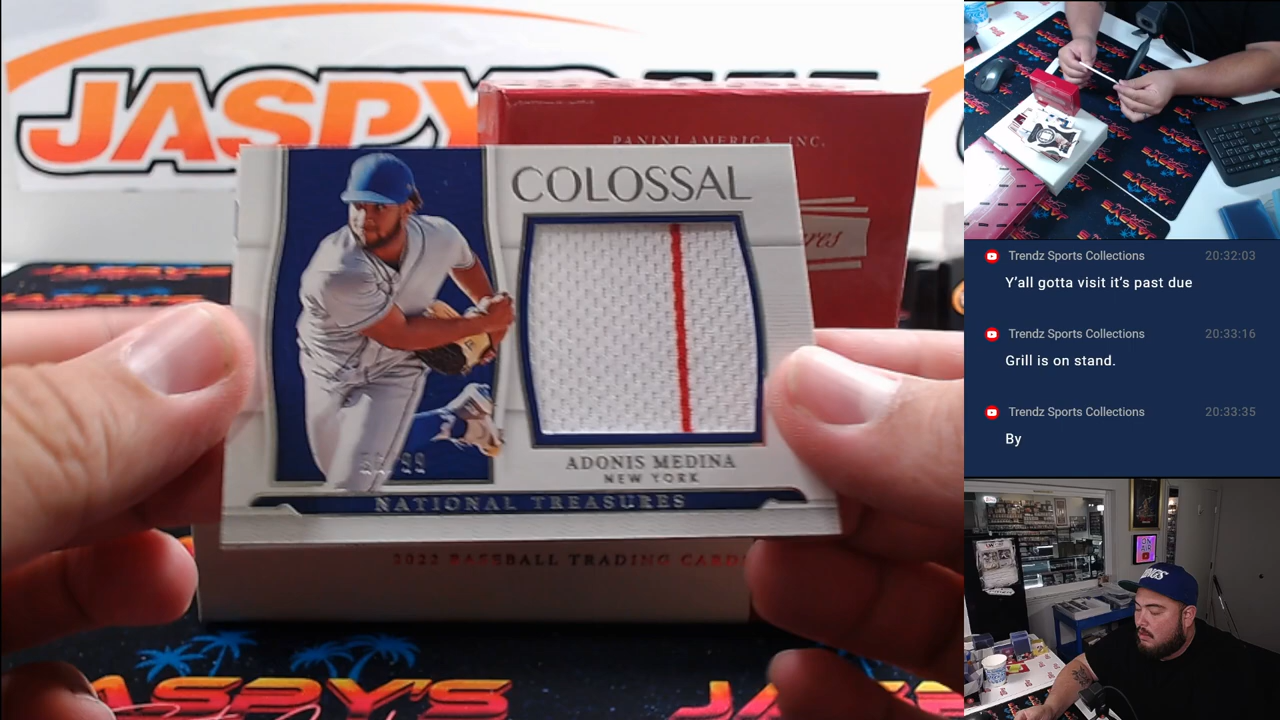 JASPY
PANINI AMERICA, INC.
COLOSSAL
ADONIS MEDINA
NEW YORK
NATIONAL TREASURES
2022 BASEBALL TRADING CARDS
JASPY'S
Trendz Sports Collections 20:32:03
Y'all gotta visit it's past due
Trendz Sports Collections 20:33:16
Grill is on stand.
Trendz Sports Collections 20:33:35
By